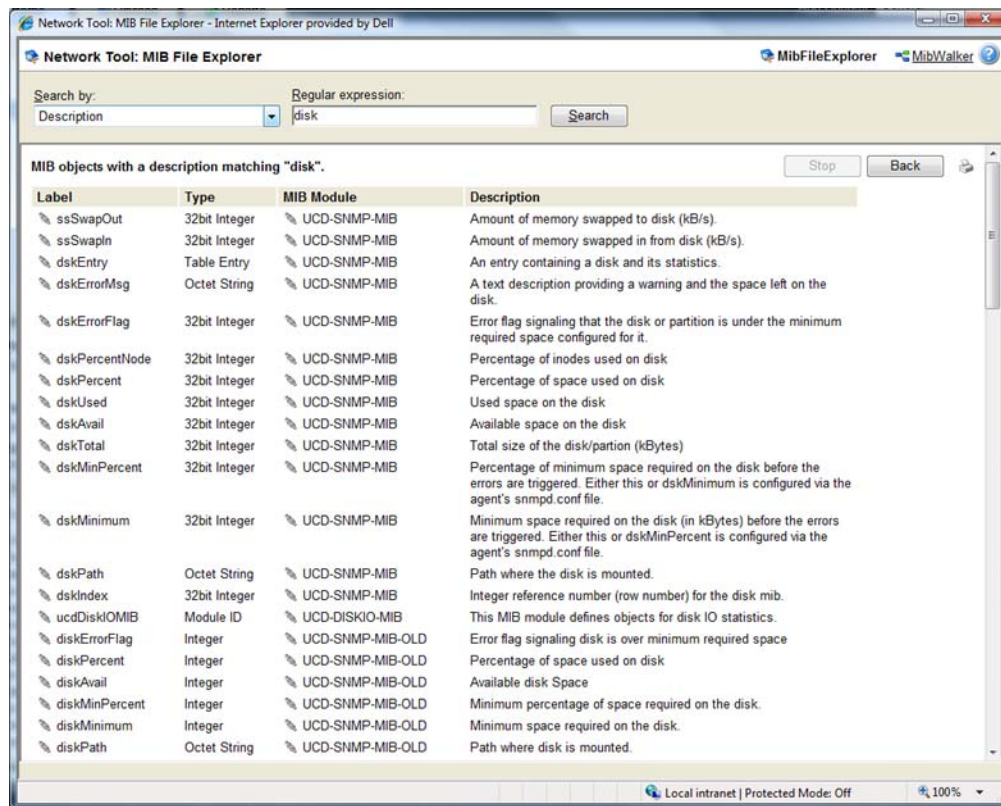 Network Tool: MIB File Explorer - Internet Explorer provided by Dell
Network Tool: MIB File Explorer MibFileExplorer MibWalker
Search by: Regular expression:
Description disk Search
MIB objects with a description matching "disk". Stop Back
Label Type MIB Module Description
ssSwapOut 32bit Integer UCD-SNMP-MIB Amount of memory swapped to disk (kB/s).
ssSwapIn 32bit Integer UCD-SNMP-MIB Amount of memory swapped in from disk (kB/s).
dskEntry Table Entry UCD-SNMP-MIB An entry containing a disk and its statistics.
dskErrorMsg Octet String UCD-SNMP-MIB A text description providing a warning and the space left on the
disk.
dskErrorFlag 32bit Integer UCD-SNMP-MIB Error flag signaling that the disk or partition is under the minimum
required space configured for it.
dskPercentNode 32bit Integer UCD-SNMP-MIB Percentage of inodes used on disk
dskPercent 32bit Integer UCD-SNMP-MIB Percentage of space used on disk
dskUsed 32bit Integer UCD-SNMP-MIB Used space on the disk
dskAvail 32bit Integer UCD-SNMP-MIB Available space on the disk
dskTotal 32bit Integer UCD-SNMP-MIB Total size of the disk/partion (kBytes)
dskMinPercent 32bit Integer UCD-SNMP-MIB Percentage of minimum space required on the disk before the
errors are triggered. Either this or dskMinimum is configured via the
agent's snmpd.conf file.
dskMinimum 32bit Integer UCD-SNMP-MIB Minimum space required on the disk (in kBytes) before the errors
are triggered. Either this or dskMinPercent is configured via the
agent's snmpd.conf file.
dskPath Octet String UCD-SNMP-MIB Path where the disk is mounted.
dskIndex 32bit Integer UCD-SNMP-MIB Integer reference number (row number) for the disk mib.
ucdDiskIOMIB Module ID UCD-DISKIO-MIB This MIB module defines objects for disk IO statistics.
diskErrorFlag Integer UCD-SNMP-MIB-OLD Error flag signaling disk is over minimum required space
diskPercent Integer UCD-SNMP-MIB-OLD Percentage of space used on disk
diskAvail Integer UCD-SNMP-MIB-OLD Available disk Space
diskMinPercent Integer UCD-SNMP-MIB-OLD Minimum percentage of space required on the disk.
diskMinimum Integer UCD-SNMP-MIB-OLD Minimum space required on the disk.
diskPath Octet String UCD-SNMP-MIB-OLD Path where disk is mounted.
Local intranet | Protected Mode: Off 100%